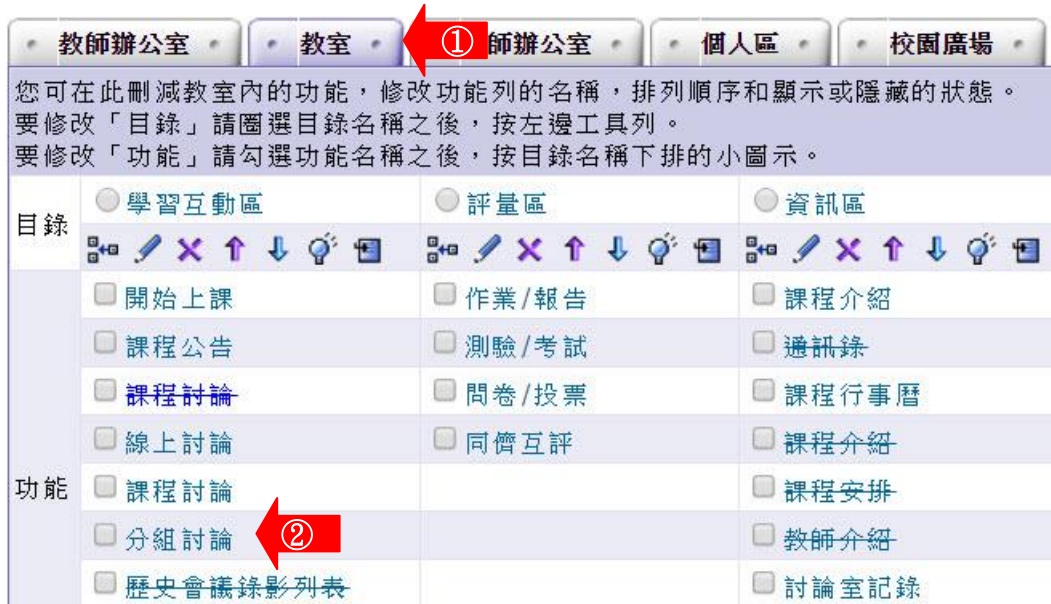 教師辦公室 教室 ① 師辦公室 個人區 校園廣場
您可在此刪減教室內的功能，修改功能列的名稱，排列順序和顯示或隱藏的狀態。
要修改「目錄」請圈選目錄名稱之後，按左邊工具列。
要修改「功能」請勾選功能名稱之後，按目錄名稱下排的小圖示。
目錄 學習互動區 評量區 資訊區
功能
開始上課 作業/報告 課程介紹
課程公告 測驗/考試 通訊錄
課程討論 問卷/投票 課程行事曆
線上討論 同儕互評 課程介紹
課程討論 課程安排
分組討論 ② 教師介紹
歷史會議錄影列表 討論室記錄